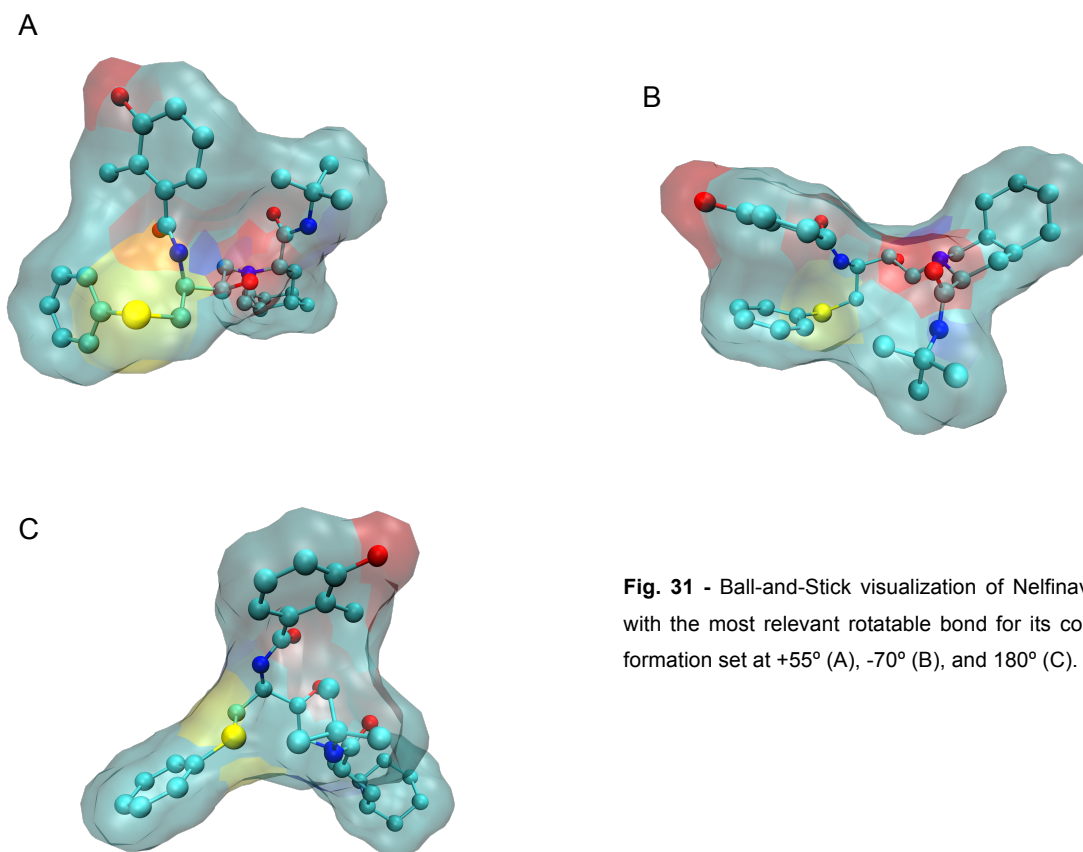 A
B
C
Fig. 31 - Ball-and-Stick visualization of Nelfinav
with the most relevant rotatable bond for its co
formation set at +55º (A), -70º (B), and 180º (C).